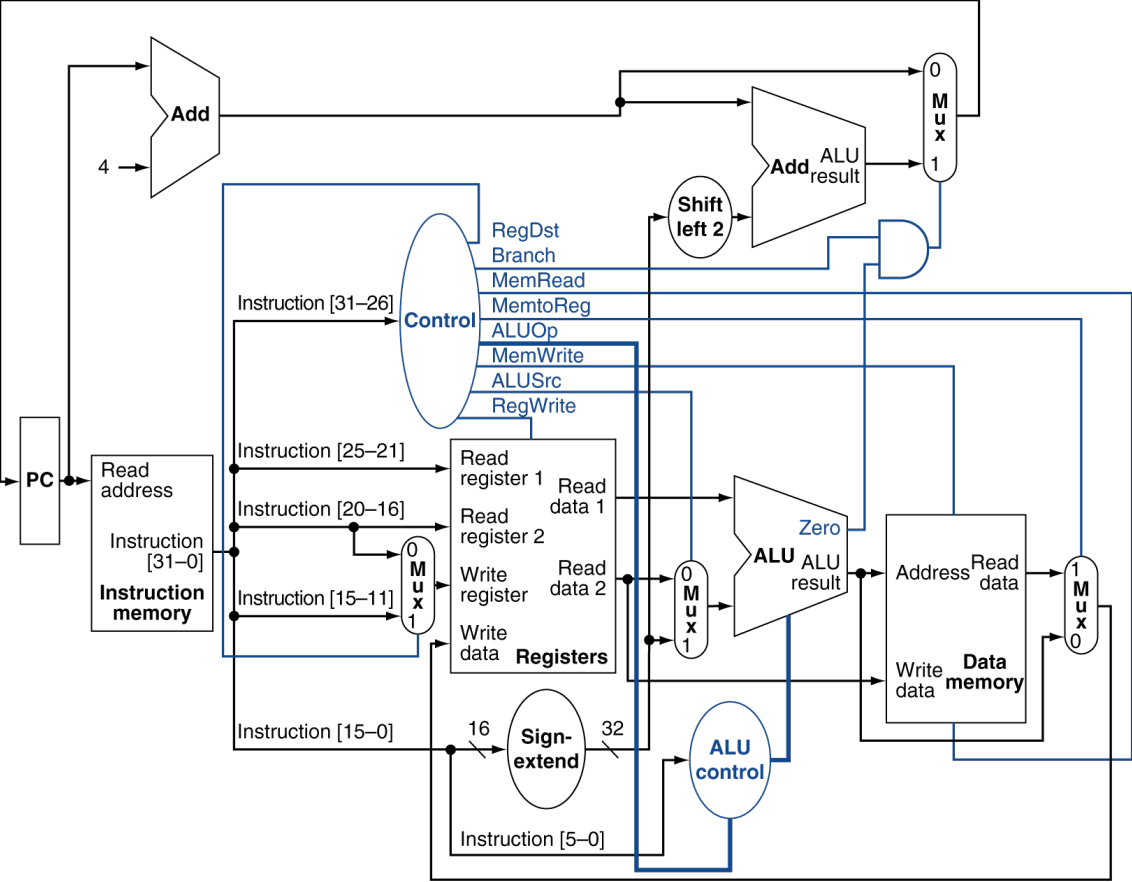 Add
4
0
Mux
1
Add
ALU
result
Shift
left 2
RegDst
Branch
MemRead
MemtoReg
ALUOp
MemWrite
ALUSrc
RegWrite
Instruction [31–26]
Control
PC
Read
address
Instruction
[31–0]
Instruction
memory
Instruction [25–21]
Instruction [20–16]
Instruction [15–11]
0
Mux
1
Read
register 1
Read
register 2
Write
register
Write
data
Read
data 1
Read
data 2
Registers
0
Mux
1
Zero
ALU
ALU
result
Address
Read
data
Write
data
Data
memory
1
Mux
0
Instruction [15–0]
16
Sign-
extend
32
ALU
control
Instruction [5–0]